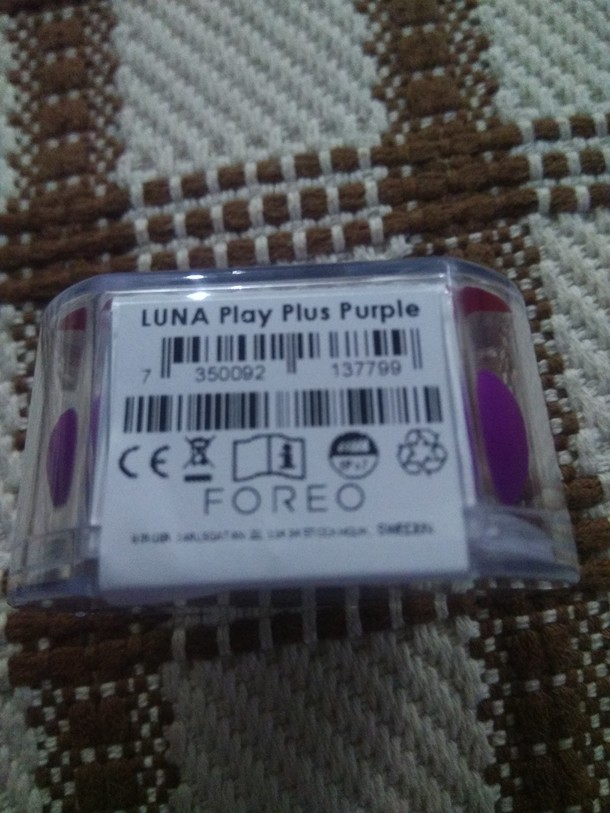 LUNA Play Plus Purple
7 350092 137799
CE
i
FOREO
SWEDEN